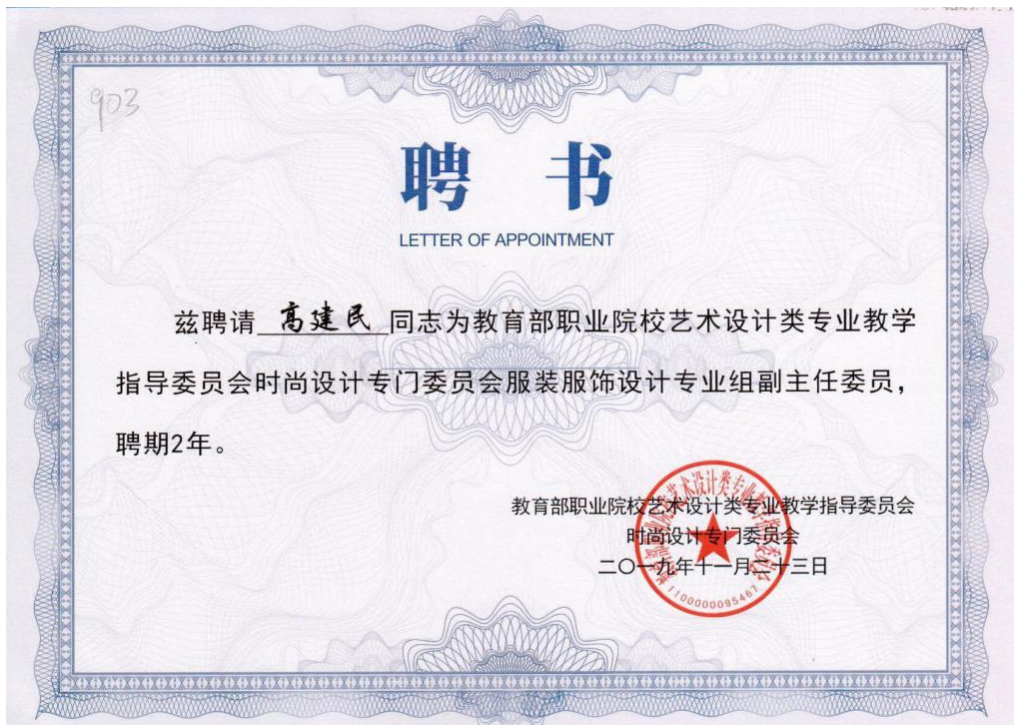 903
聘 书
LETTER OF APPOINTMENT
兹聘请 高建民 同志为教育部职业院校艺术设计类专业教学
指导委员会时尚设计专门委员会服装服饰设计专业组副主任委员，
聘期2年。
教育部职业院校艺术设计类专业教学指导委员会
时尚设计专门委员会
二〇一九年十一月二十三日
1100000095467